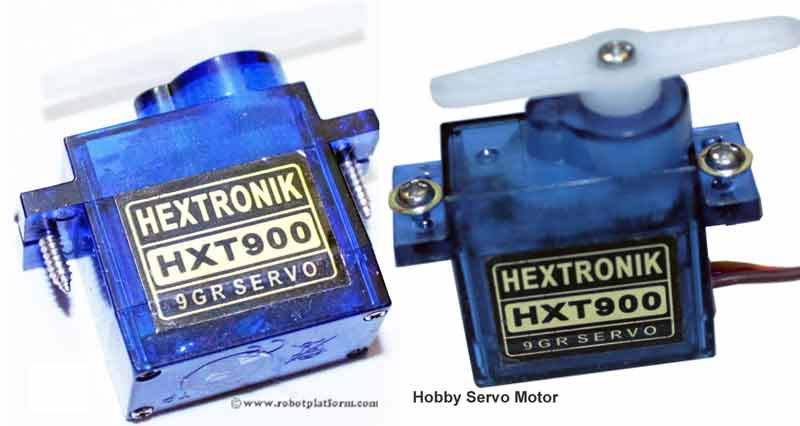 HEXTRONIK
HXT900
9GR SERVO
HEXTRONIK
HXT900
9GR SERVO
©www.robotplatform.com
Hobby Servo Motor